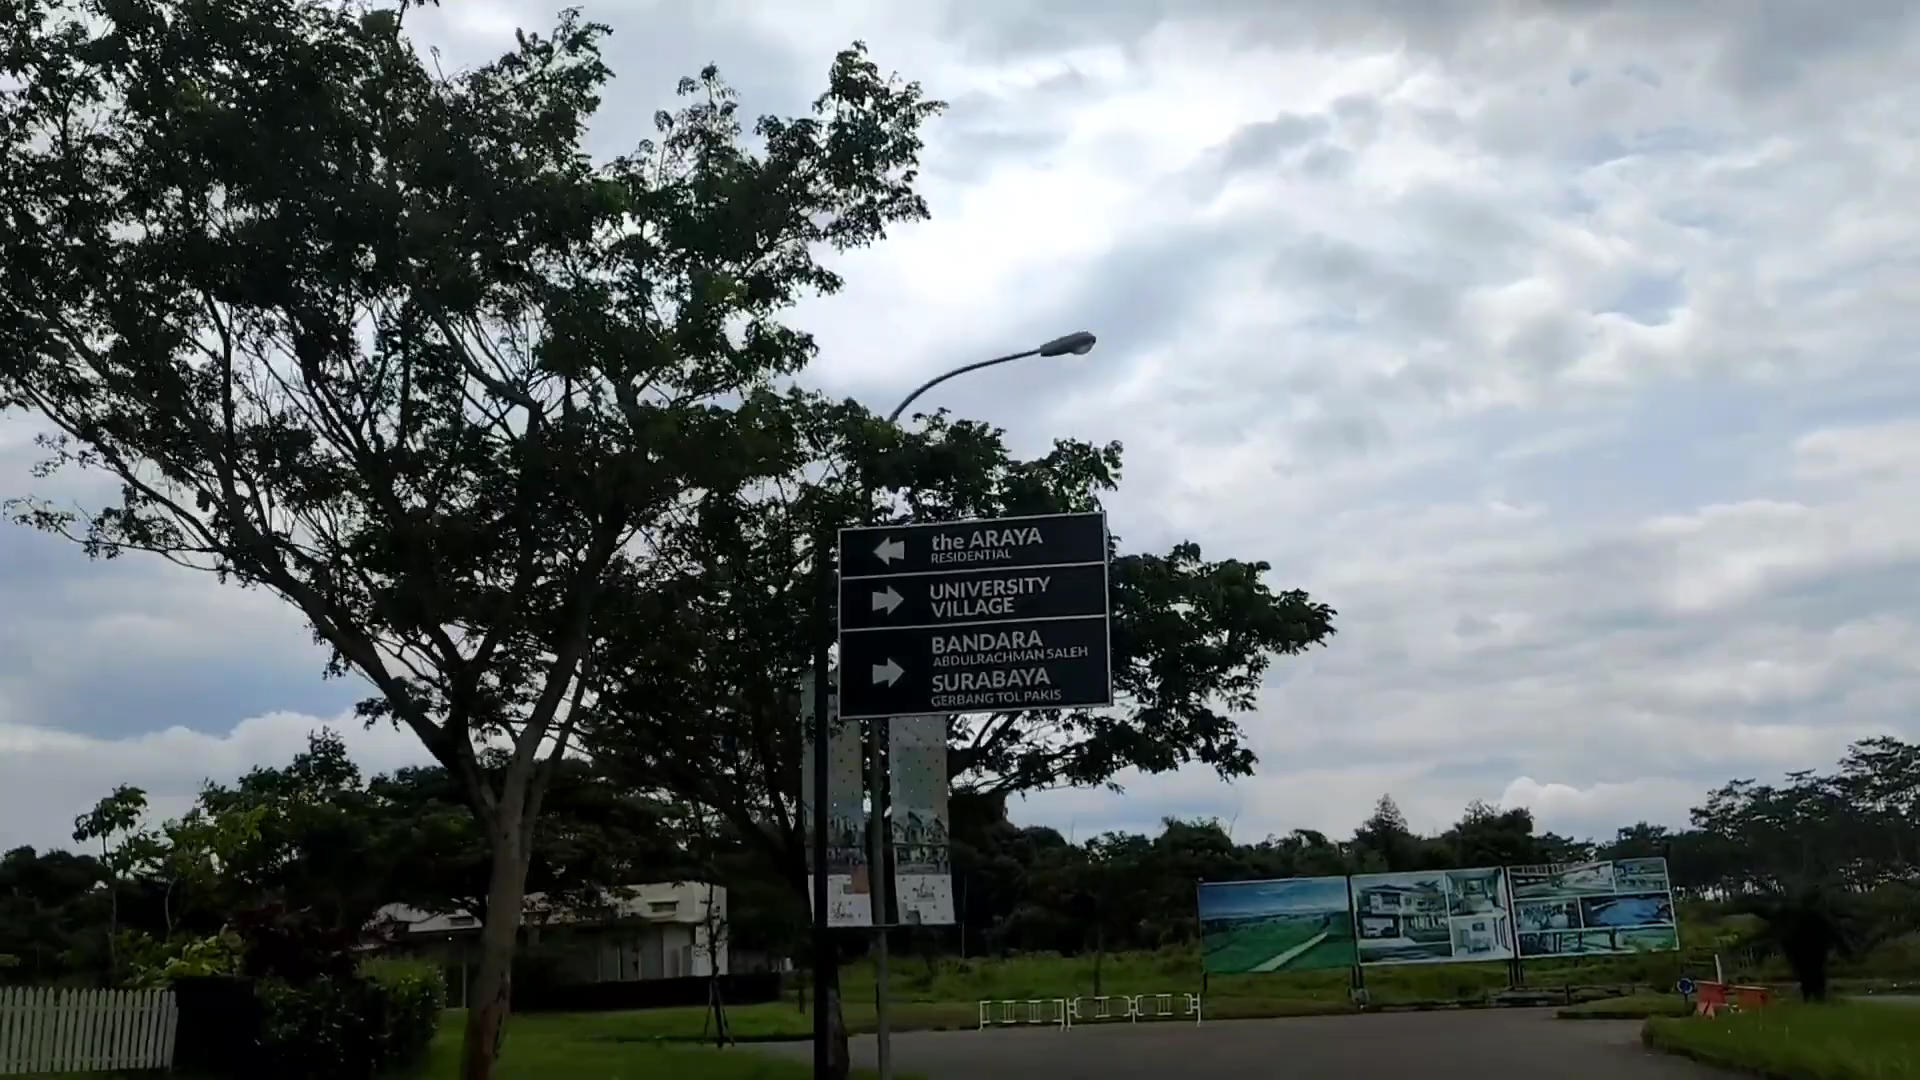 the ARAYA
RESIDENTIAL
UNIVERSITY
VILLAGE
BANDARA
ABDULRACHMAN SALEH
SURABAYA
GERBANG TOL PAKIS